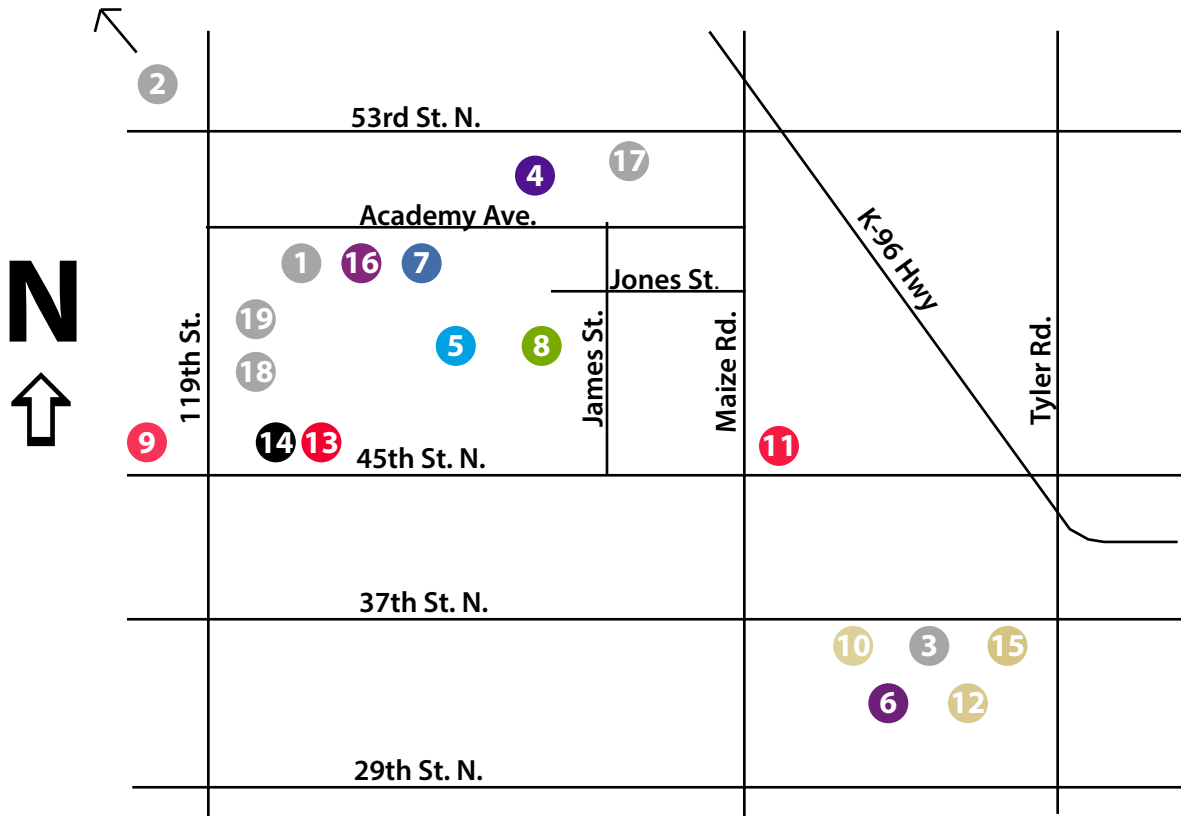 2
53rd St. N.
4
17
Academy Ave.
1
16
7
N
Jones St.
K-96 Hwy
19
5
8
18
119th St.
James St.
Maize Rd.
Tyler Rd.
9
14
13
45th St. N.
11
37th St. N.
10
3
15
6
12
29th St. N.